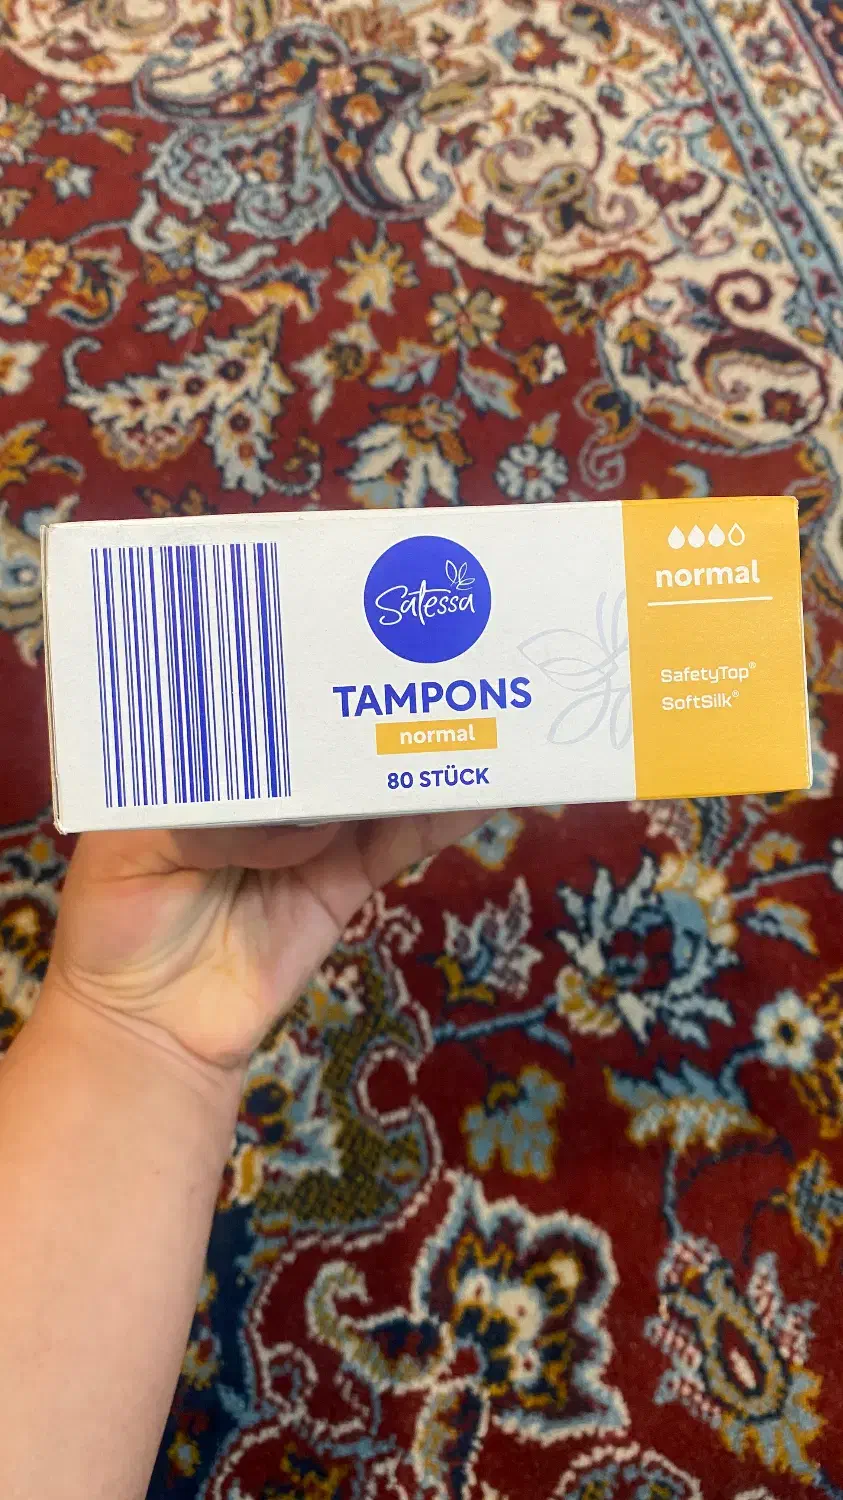 Satessa
TAMPONS
normal
80 STÜCK
normal
SafetyTop®
SoftSilk®